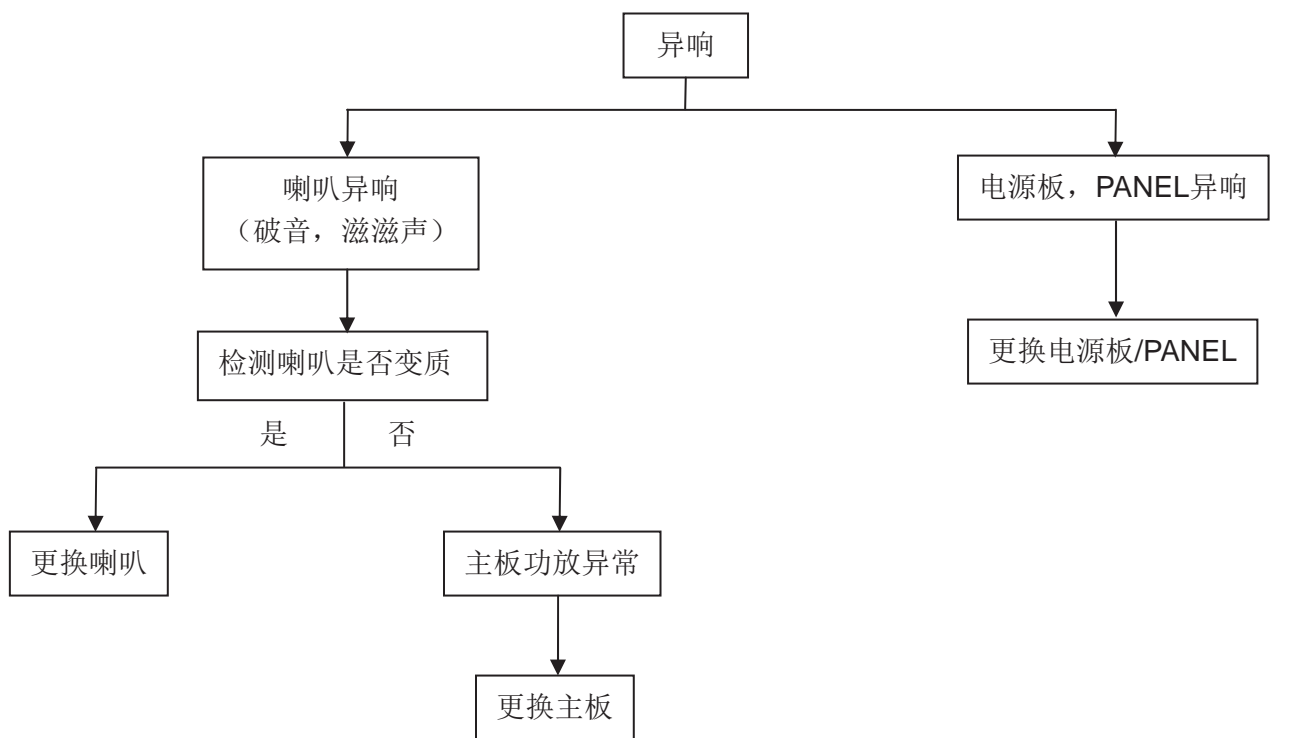 异响
喇叭异响
（破音，滋滋声）
电源板，PANEL异响
检测喇叭是否变质
更换电源板/PANEL
是
否
更换喇叭
主板功放异常
更换主板